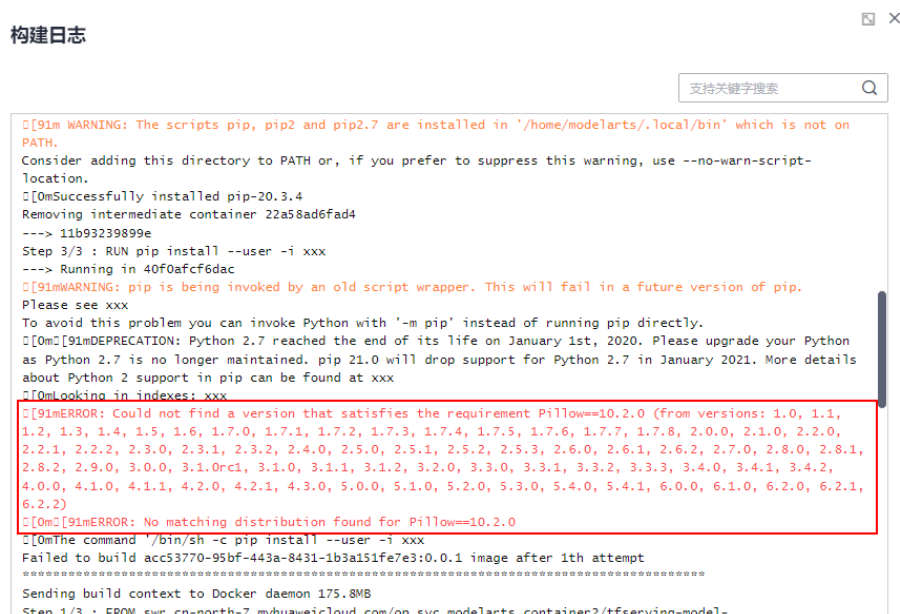 构建日志
支持关键字搜索
▯[91m WARNING: The scripts pip, pip2 and pip2.7 are installed in '/home/modelarts/.local/bin' which is not on
PATH.
Consider adding this directory to PATH or, if you prefer to suppress this warning, use --no-warn-script-
location.
▯[0mSuccessfully installed pip-20.3.4
Removing intermediate container 22a58ad6fad4
---> 11b93239899e
Step 3/3 : RUN pip install --user -i xxx
---> Running in 40f0afcf6dac
▯[91mWARNING: pip is being invoked by an old script wrapper. This will fail in a future version of pip.
Please see xxx
To avoid this problem you can invoke Python with '-m pip' instead of running pip directly.
▯[0m▯[91mDEPRECATION: Python 2.7 reached the end of its life on January 1st, 2020. Please upgrade your Python
as Python 2.7 is no longer maintained. pip 21.0 will drop support for Python 2.7 in January 2021. More details
about Python 2 support in pip can be found at xxx
▯[0mLooking in indexes: xxx
▯[91mERROR: Could not find a version that satisfies the requirement Pillow==10.2.0 (from versions: 1.0, 1.1,
1.2, 1.3, 1.4, 1.5, 1.6, 1.7.0, 1.7.1, 1.7.2, 1.7.3, 1.7.4, 1.7.5, 1.7.6, 1.7.7, 1.7.8, 2.0.0, 2.1.0, 2.2.0,
2.2.1, 2.2.2, 2.3.0, 2.3.1, 2.3.2, 2.4.0, 2.5.0, 2.5.1, 2.5.2, 2.5.3, 2.6.0, 2.6.1, 2.6.2, 2.7.0, 2.8.0, 2.8.1,
2.8.2, 2.9.0, 3.0.0, 3.1.0rc1, 3.1.0, 3.1.1, 3.1.2, 3.2.0, 3.3.0, 3.3.1, 3.3.2, 3.3.3, 3.4.0, 3.4.1, 3.4.2,
4.0.0, 4.1.0, 4.1.1, 4.2.0, 4.2.1, 4.3.0, 5.0.0, 5.1.0, 5.2.0, 5.3.0, 5.4.0, 5.4.1, 6.0.0, 6.1.0, 6.2.0, 6.2.1,
6.2.2)
▯[0m▯[91mERROR: No matching distribution found for Pillow==10.2.0
▯[0mThe command '/bin/sh -c pip install --user -i xxx
Failed to build acc53770-95bf-443a-8431-1b3a151fe7e3:0.0.1 image after 1th attempt
*****************************************************************************************
Sending build context to Docker daemon 175.8MB
Step 1/3 : FROM swr.cn-north-7.myhuaweicloud.com/op_svc_modelarts_container2/tfserving-model-